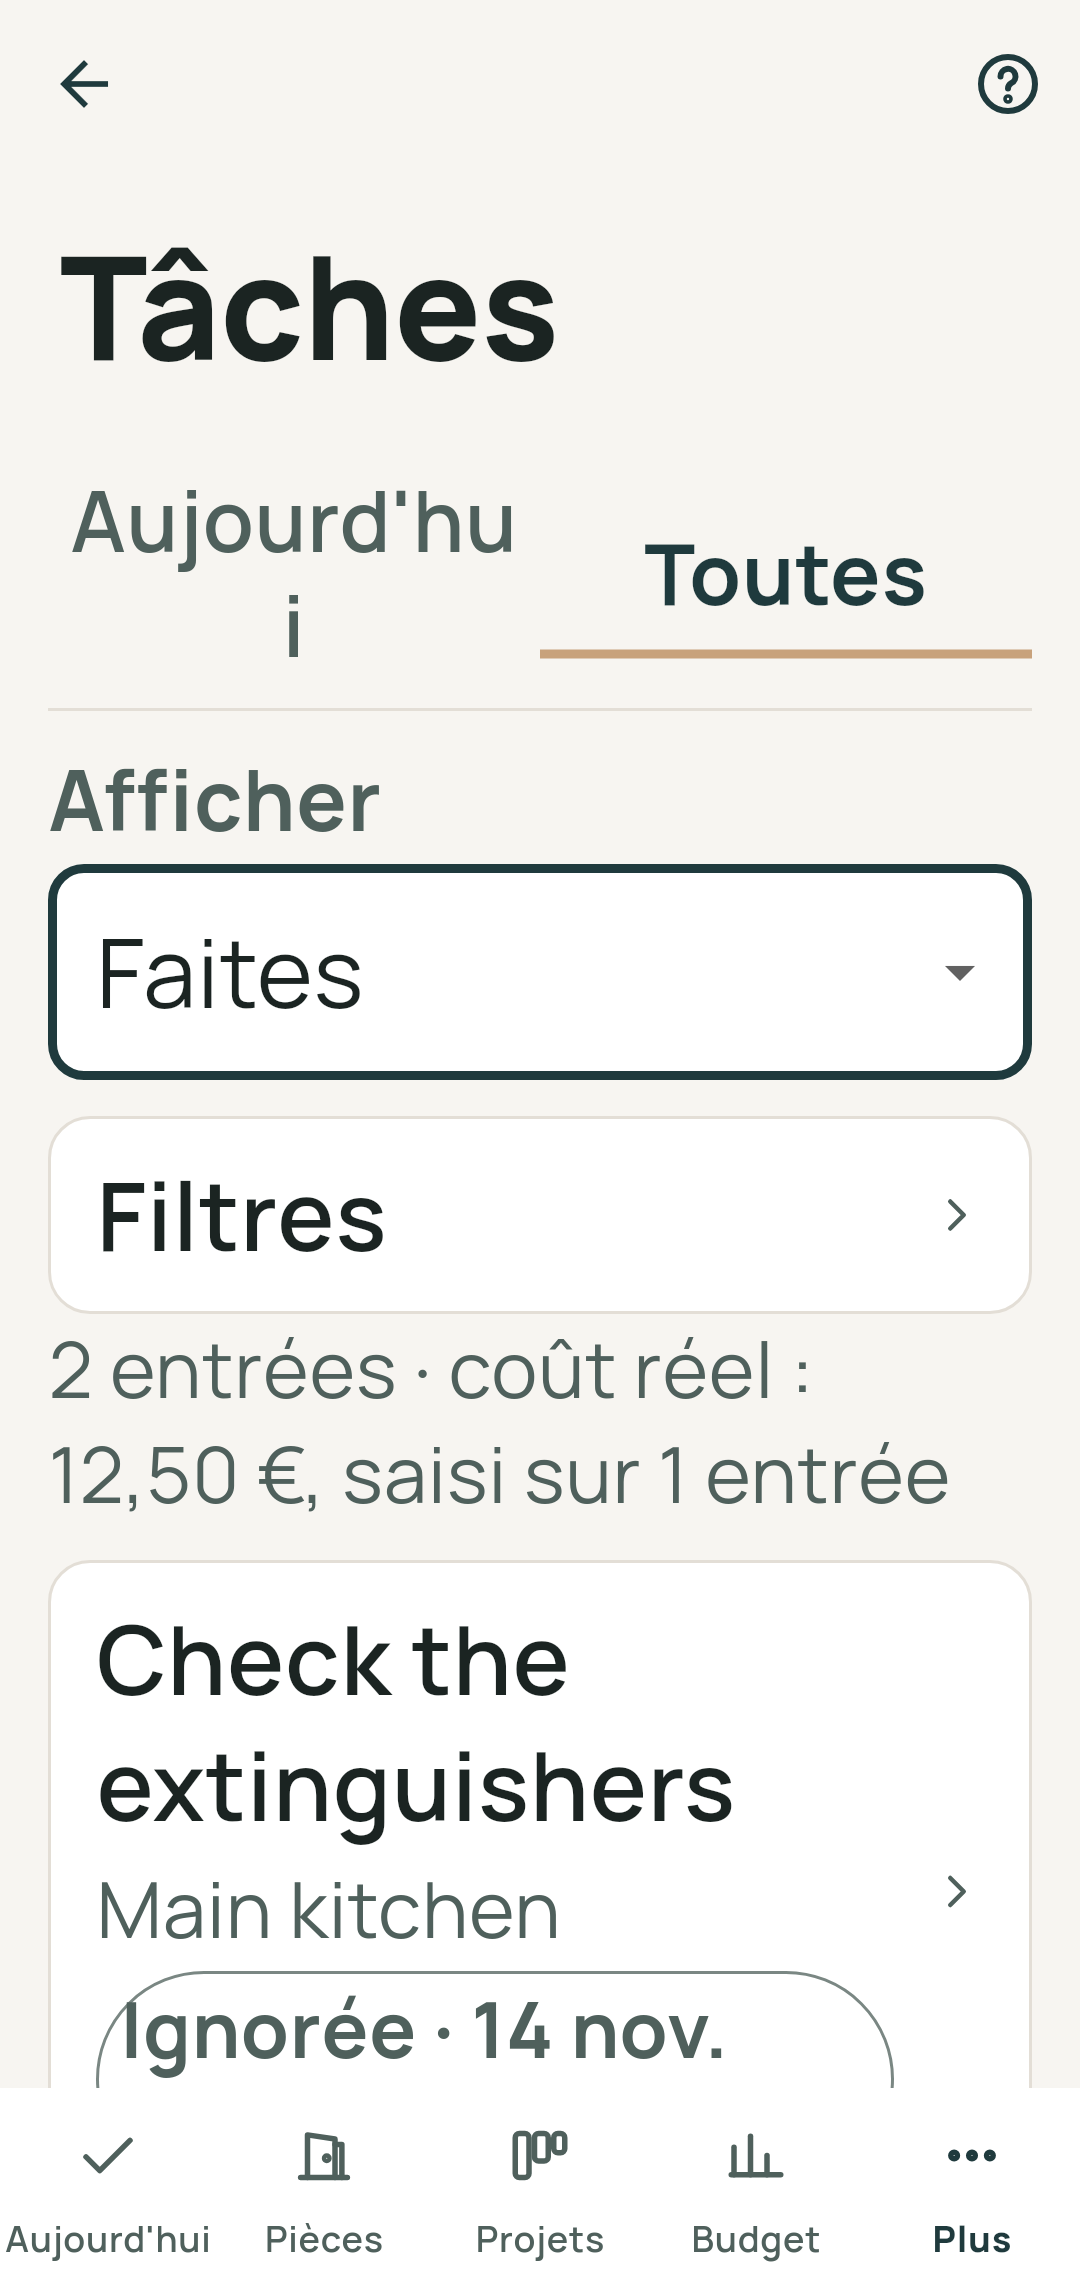 Tâches
Aujourd'hu
i
Toutes
Afficher
Faites
Filtres
2 entrées · coût réel :
12,50 €, saisi sur 1 entrée
Check the
extinguishers
Main kitchen
Ignorée · 14 nov.
Aujourd'hui
Pièces
Projets
Budget
Plus